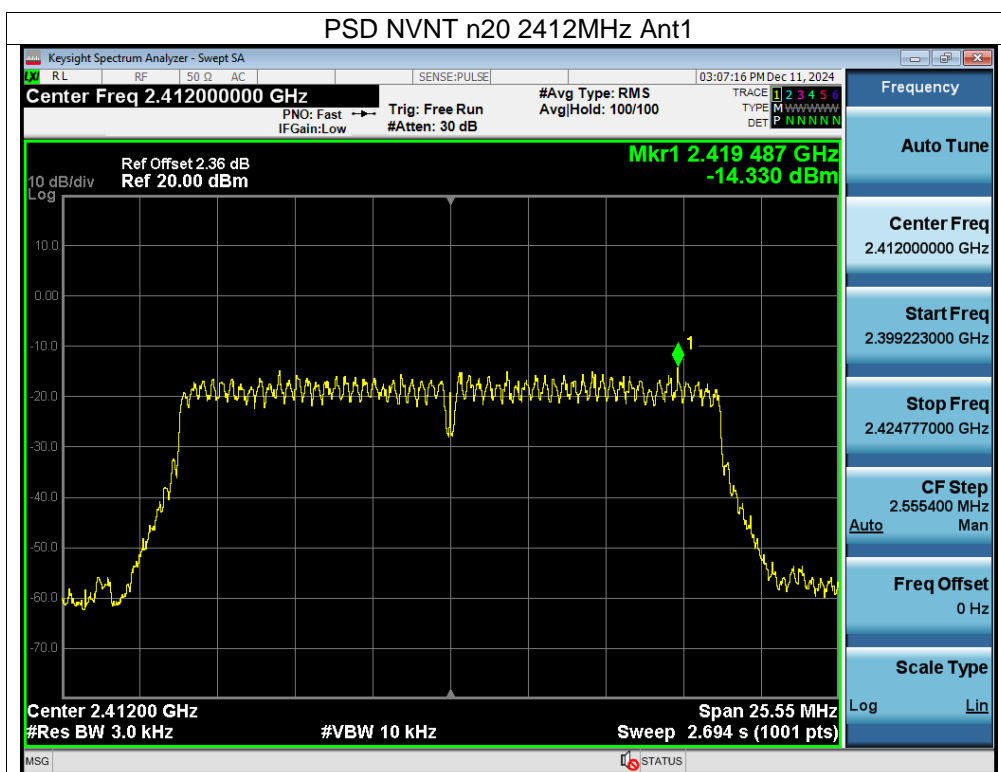 PSD NVNT n20 2412MHz Ant1
Keysight Spectrum Analyzer - Swept SA
LXI RL RF 50 Ω AC SENSE:PULSE 03:07:16 PM Dec 11, 2024
Center Freq 2.412000000 GHz
PNO: Fast
IFGain:Low
Trig: Free Run
#Atten: 30 dB
#Avg Type: RMS
Avg|Hold: 100/100
TRACE 1 2 3 4 5 6
TYPE M W W W W W
DET P N N N N N
Mkr1 2.419 487 GHz
-14.330 dBm
Ref Offset 2.36 dB
10 dB/div Ref 20.00 dBm
Log
10.0
0.00
-10.0
-20.0
-30.0
-40.0
-50.0
-60.0
-70.0
1
Center 2.41200 GHz Span 25.55 MHz
#Res BW 3.0 kHz #VBW 10 kHz Sweep 2.694 s (1001 pts)
MSG STATUS
Frequency
Auto Tune
Center Freq
2.412000000 GHz
Start Freq
2.399223000 GHz
Stop Freq
2.424777000 GHz
CF Step
2.555400 MHz
Auto Man
Freq Offset
0 Hz
Scale Type
Log Lin